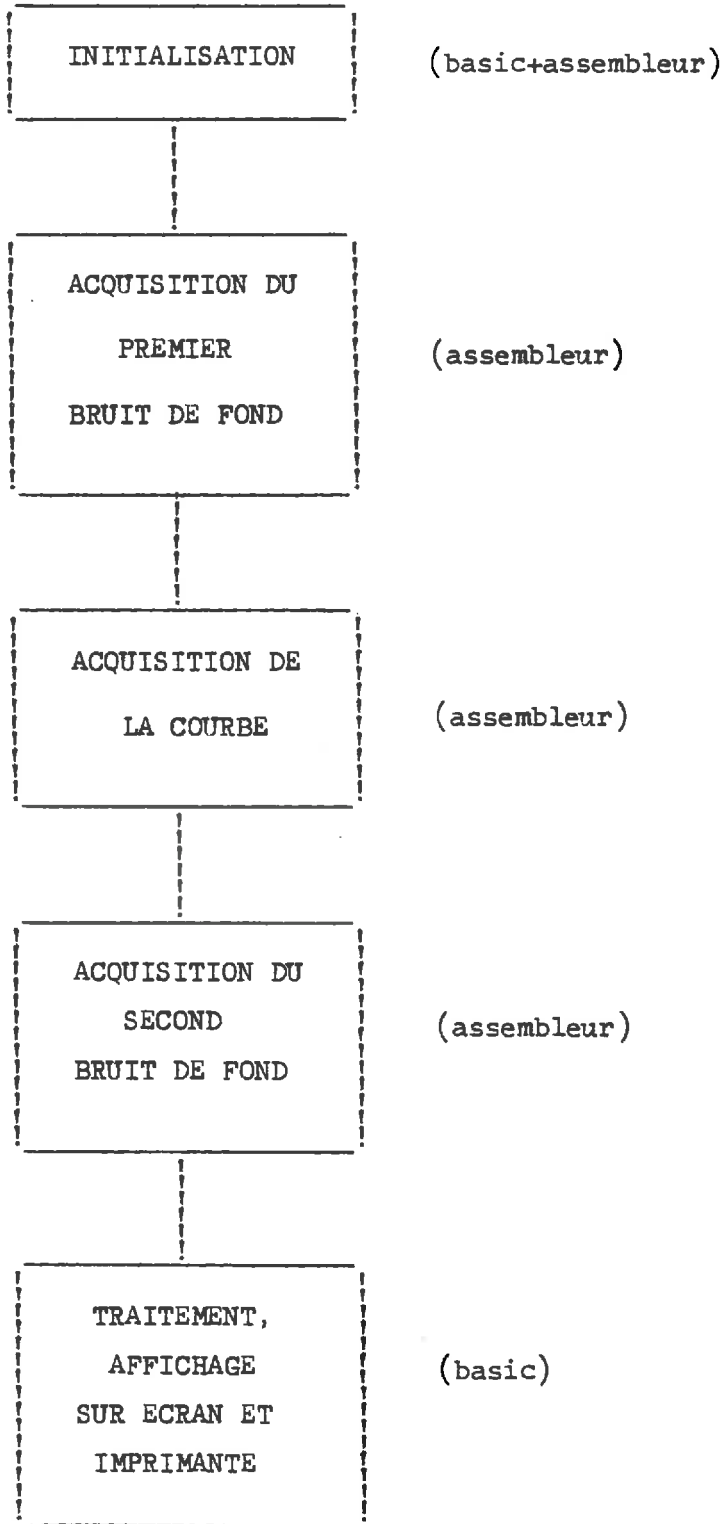 INITIALISATION (basic+assembleur)
ACQUISITION DU
PREMIER (assembleur)
BRUIT DE FOND
ACQUISITION DE
LA COURBE (assembleur)
ACQUISITION DU
SECOND (assembleur)
BRUIT DE FOND
TRAITEMENT,
AFFICHAGE (basic)
SUR ECRAN ET
IMPRIMANTE